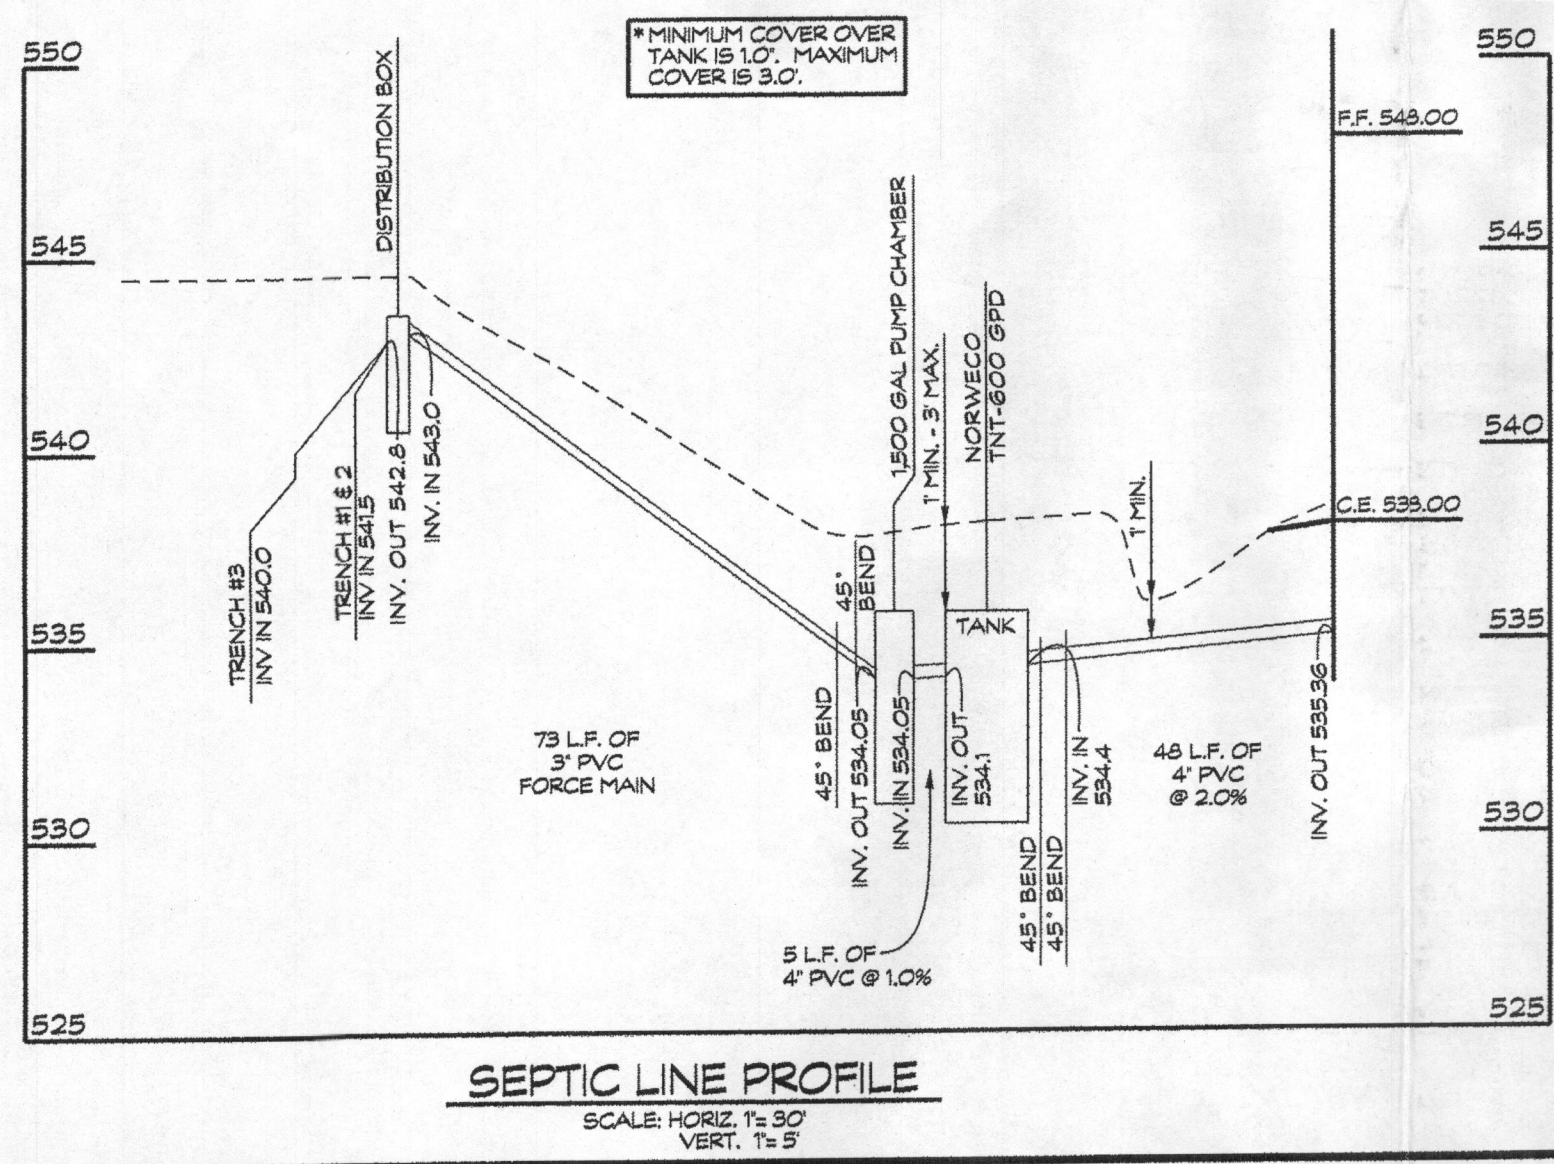 * MINIMUM COVER OVER
TANK IS 1.0". MAXIMUM
COVER IS 3.0'.
550
545
540
535
530
525
550
545
540
535
530
525
DISTRIBUTION BOX
TRENCH #3
INV IN 540.0
TRENCH #1 & 2
INV IN 541.5
INV. OUT 542.8
INV. IN 543.0
73 L.F. OF
3" PVC
FORCE MAIN
45° BEND
45°
BEND
INV. OUT 534.05
1,500 GAL PUMP CHAMBER
INV. IN 534.05
1' MIN. - 3' MAX.
NORWECO
TNT-600 GPD
TANK
INV. OUT
534.1
5 L.F. OF
4" PVC @ 1.0%
45° BEND
45° BEND
INV. IN
534.4
1' MIN.
48 L.F. OF
4" PVC
@ 2.0%
INV. OUT 535.36
F.F. 548.00
C.E. 538.00
SEPTIC LINE PROFILE
SCALE: HORIZ. 1"= 30'
VERT. 1"= 5'